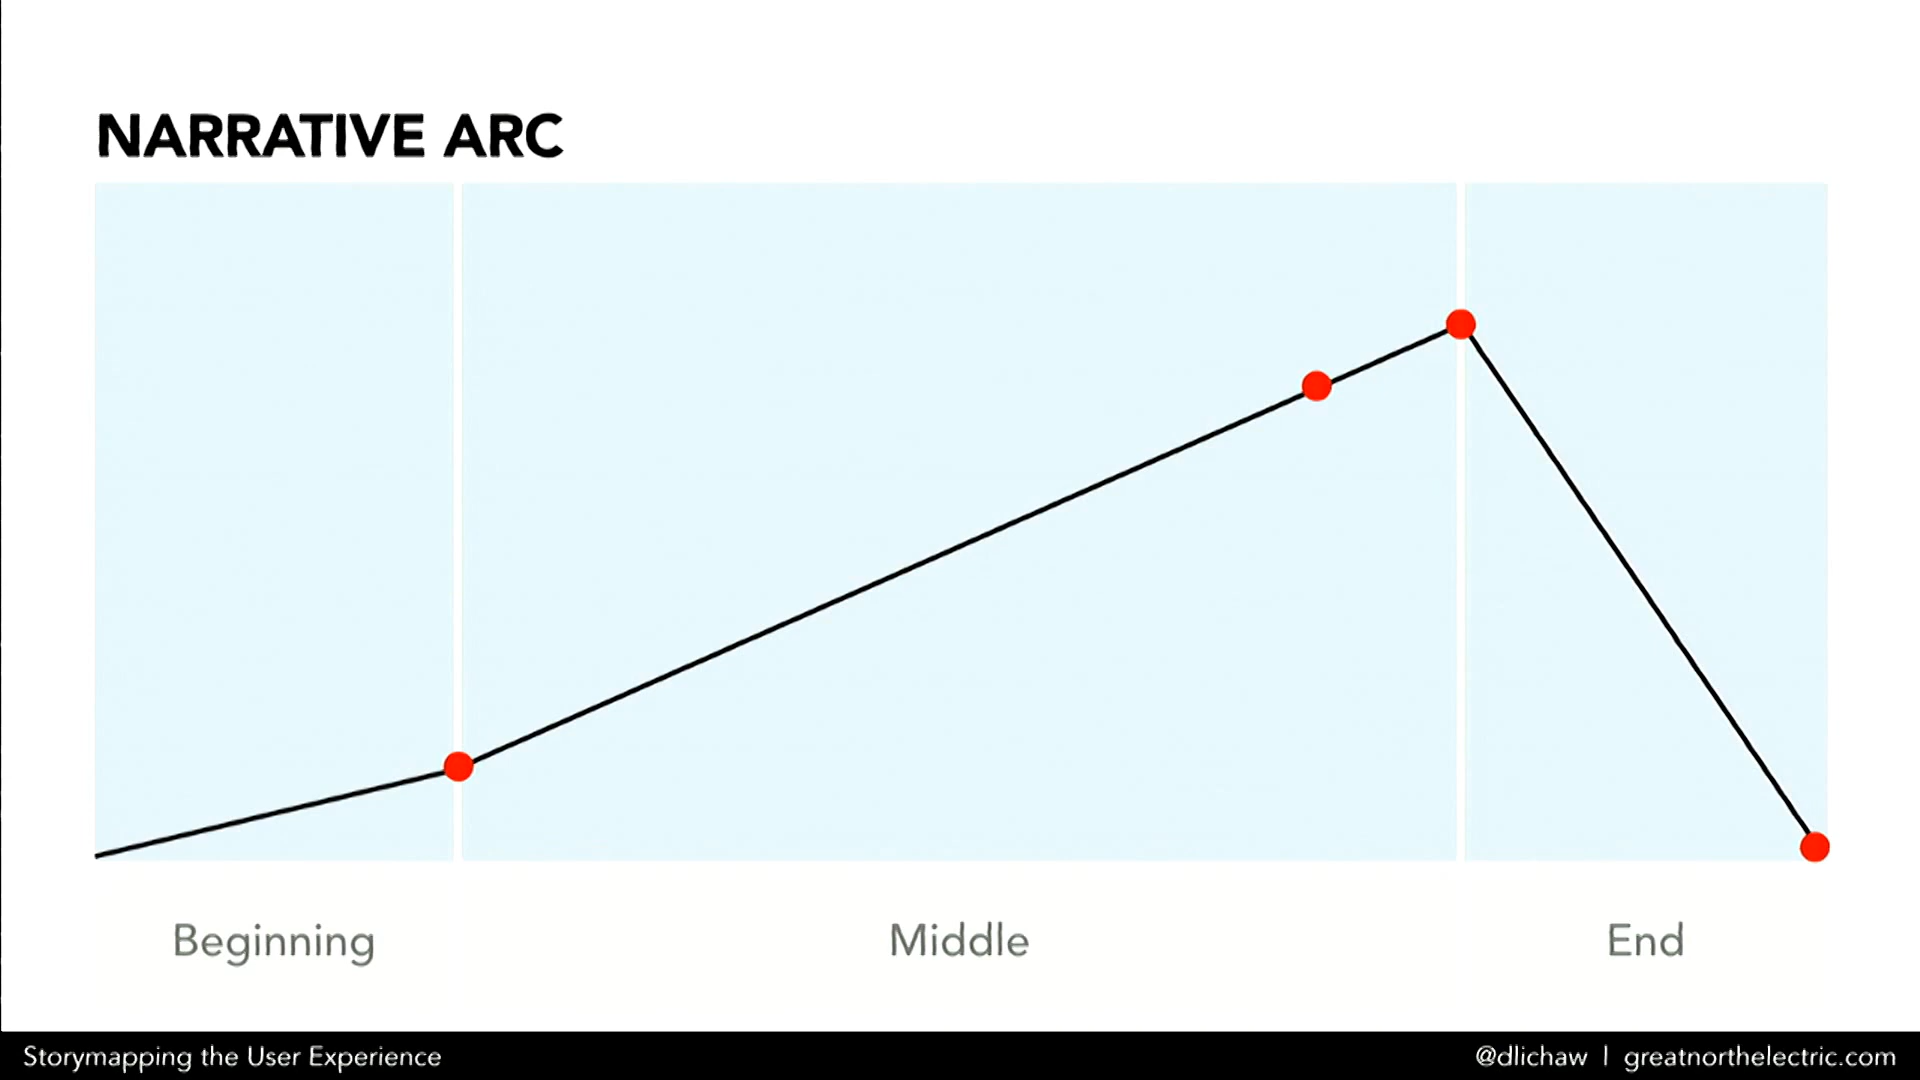 NARRATIVE ARC
Beginning
Middle
End
Storymapping the User Experience
@dlichaw | greatnorthelectric.com